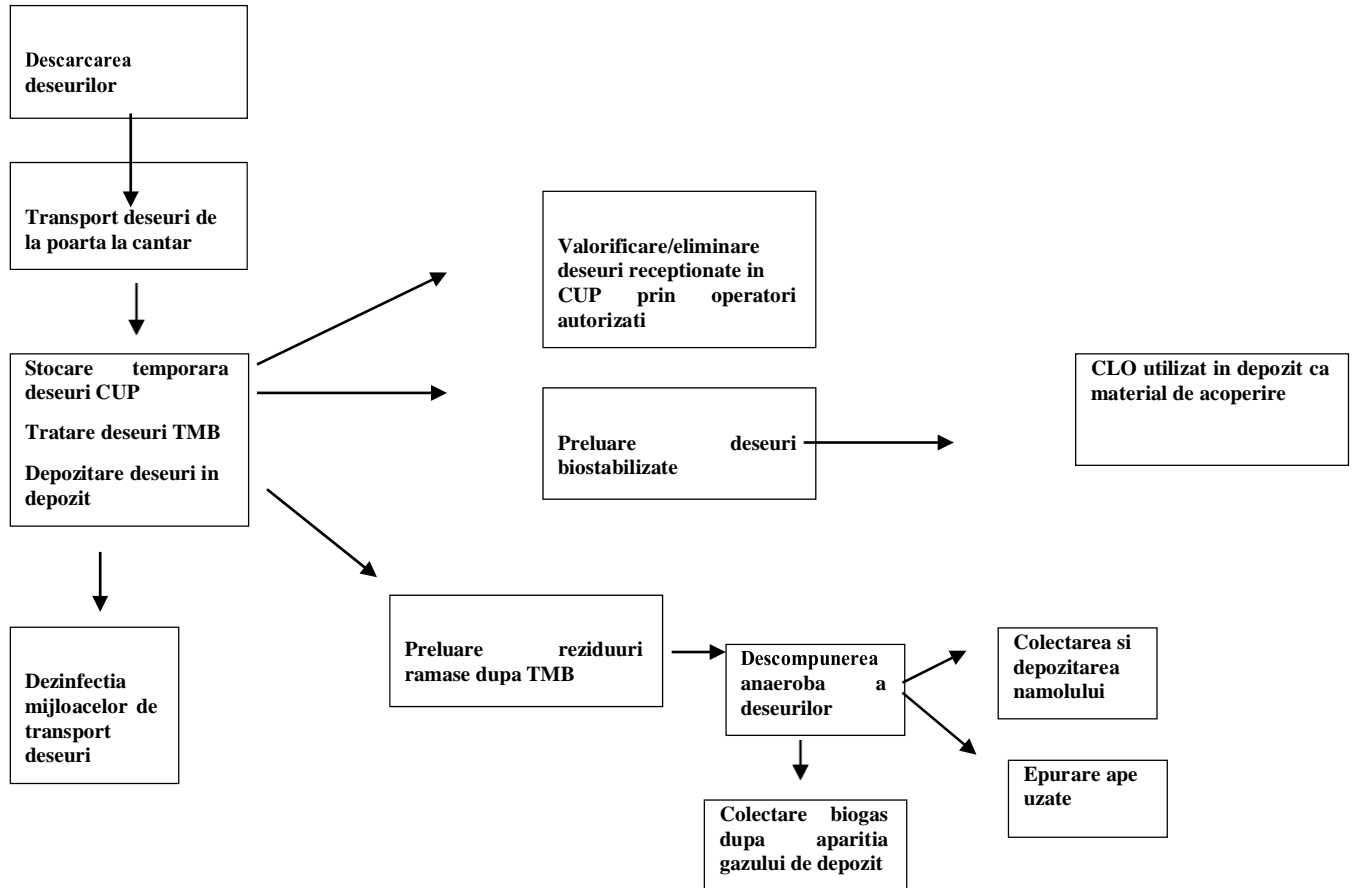 Descarcarea
deseurilor
Transport deseuri de
la poarta la cantar
Valorificare/eliminare
deseuri receptionate in
CUP prin operatori
autorizati
Stocare temporara
deseuri CUP
Tratare deseuri TMB
Depozitare deseuri in
depozit
CLO utilizat in depozit ca
material de acoperire
Preluare deseuri
biostabilizate
Dezinfectia
mijloacelor de
transport
deseuri
Preluare reziduuri
ramase dupa TMB
Descompunerea
anaeroba a
deseurilor
Colectarea si
depozitarea
namolului
Epurare ape
uzate
Colectare biogas
dupa aparitia
gazului de depozit